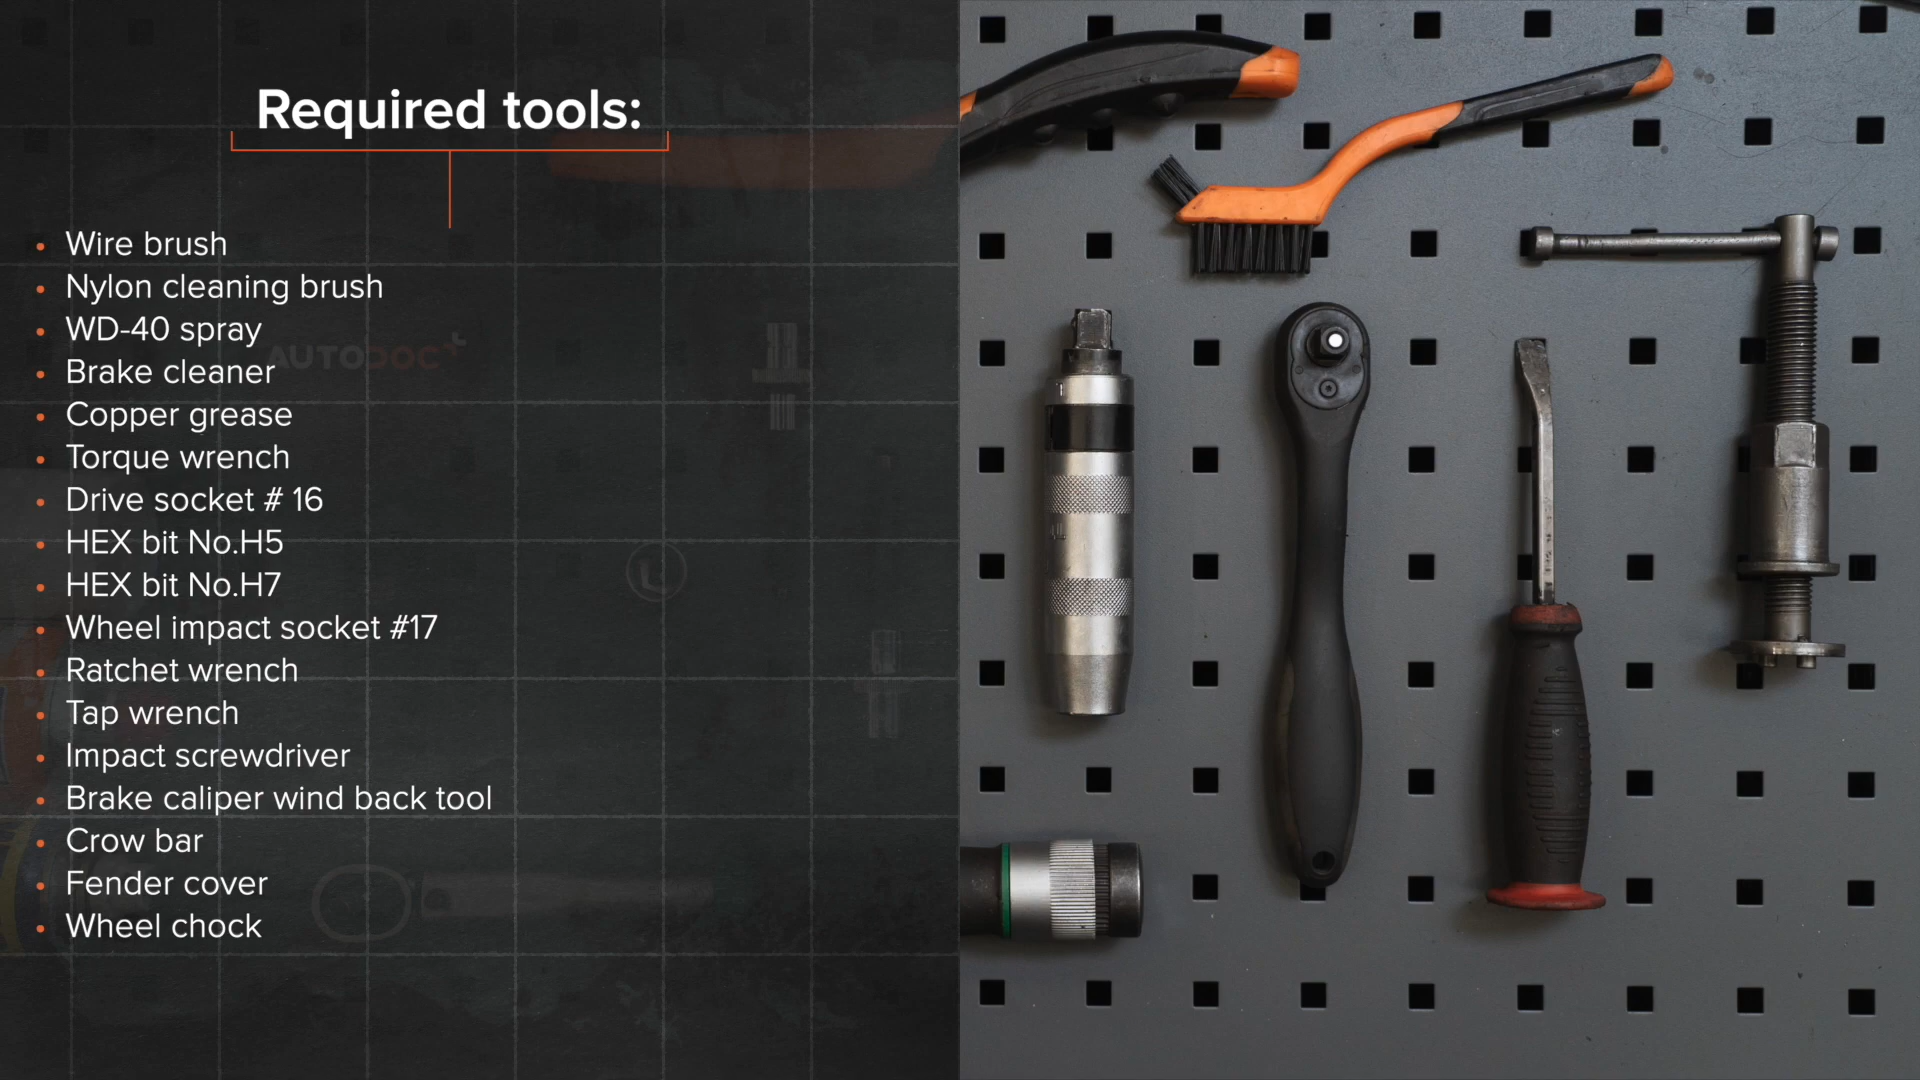 Required tools:
Wire brush
Nylon cleaning brush
WD-40 spray
AUTODOC
Brake cleaner
Copper grease
Torque wrench
Drive socket # 16
HEX bit No.H5
HEX bit No.H7
Wheel impact socket #17
Ratchet wrench
Tap wrench
Impact screwdriver
Brake caliper wind back tool
Crow bar
Fender cover
Wheel chock